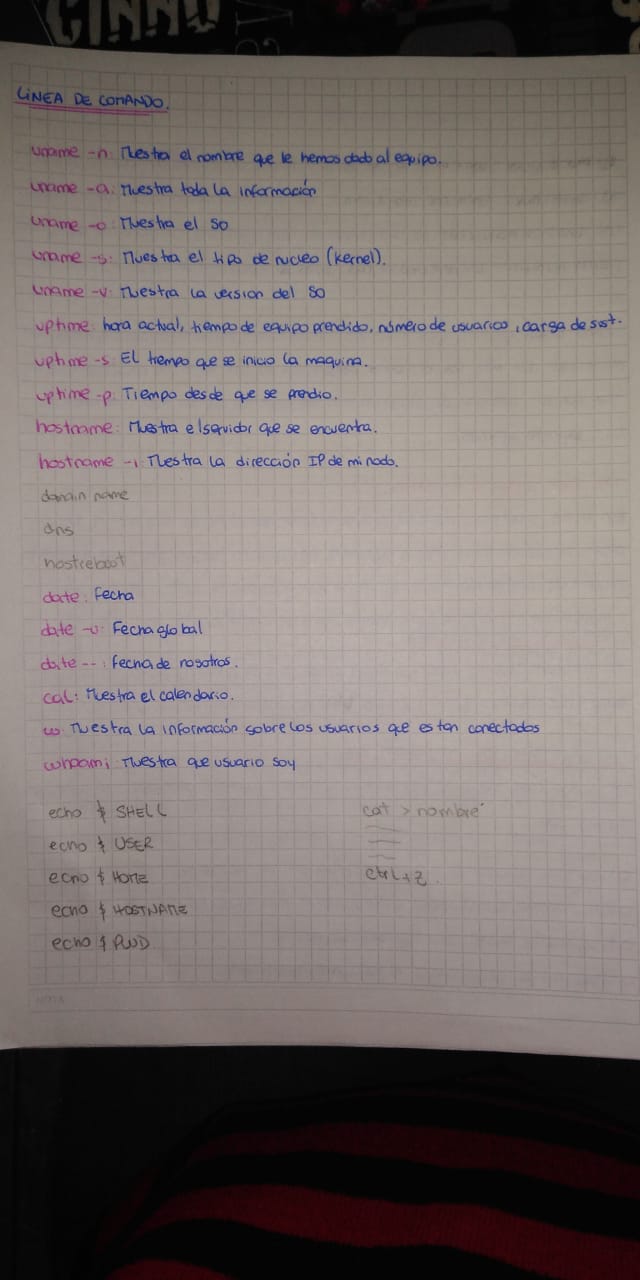 LÍNEA DE COMANDO.
uname -n: Muestra el nombre que le hemos dado al equipo.
uname -a: Muestra toda la información
uname -o: Muestra el SO
uname -s: Muestra el tipo de nucleo (kernel).
uname -v: Muestra la version del SO
uptime: hora actual, tiempo de equipo prendido, número de usuarios, carga de sist.
uptime -s: El tiempo que se inicio la maquina.
uptime -p: Tiempo desde que se prendio.
hostname: Muestra el servidor que se encuentra.
hostname -i: Muestra la dirección IP de mi nodo.
domain name
dns
hostreboot
date: Fecha
date -u: Fecha global
date --: fecha de nosotros.
cal: Muestra el calendario.
w: Muestra la información sobre los usuarios que estan conectados
whoami: Muestra que usuario soy
echo $ SHELL
cat > nombre
echo $ USER
echo $ HOME
ctrl+z
echo $ HOSTNAME
echo $ PWD